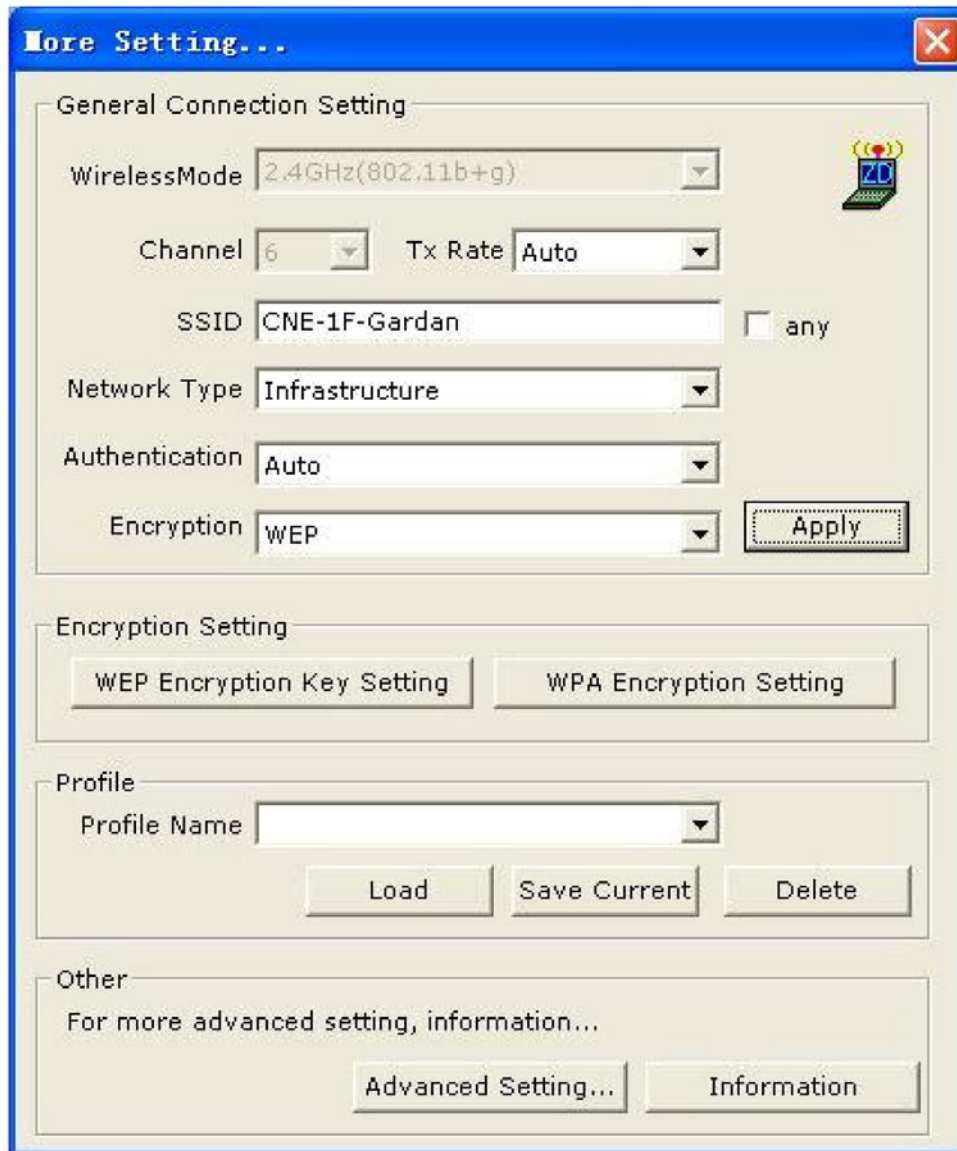 More Setting...
General Connection Setting
WirelessMode 2.4GHz(802.11b+g)
ZD
Channel 6 Tx Rate Auto
SSID CNE-1F-Gardan any
Network Type Infrastructure
Authentication Auto
Encryption WEP Apply
Encryption Setting
WEP Encryption Key Setting WPA Encryption Setting
Profile
Profile Name
Load Save Current Delete
Other
For more advanced setting, information...
Advanced Setting... Information